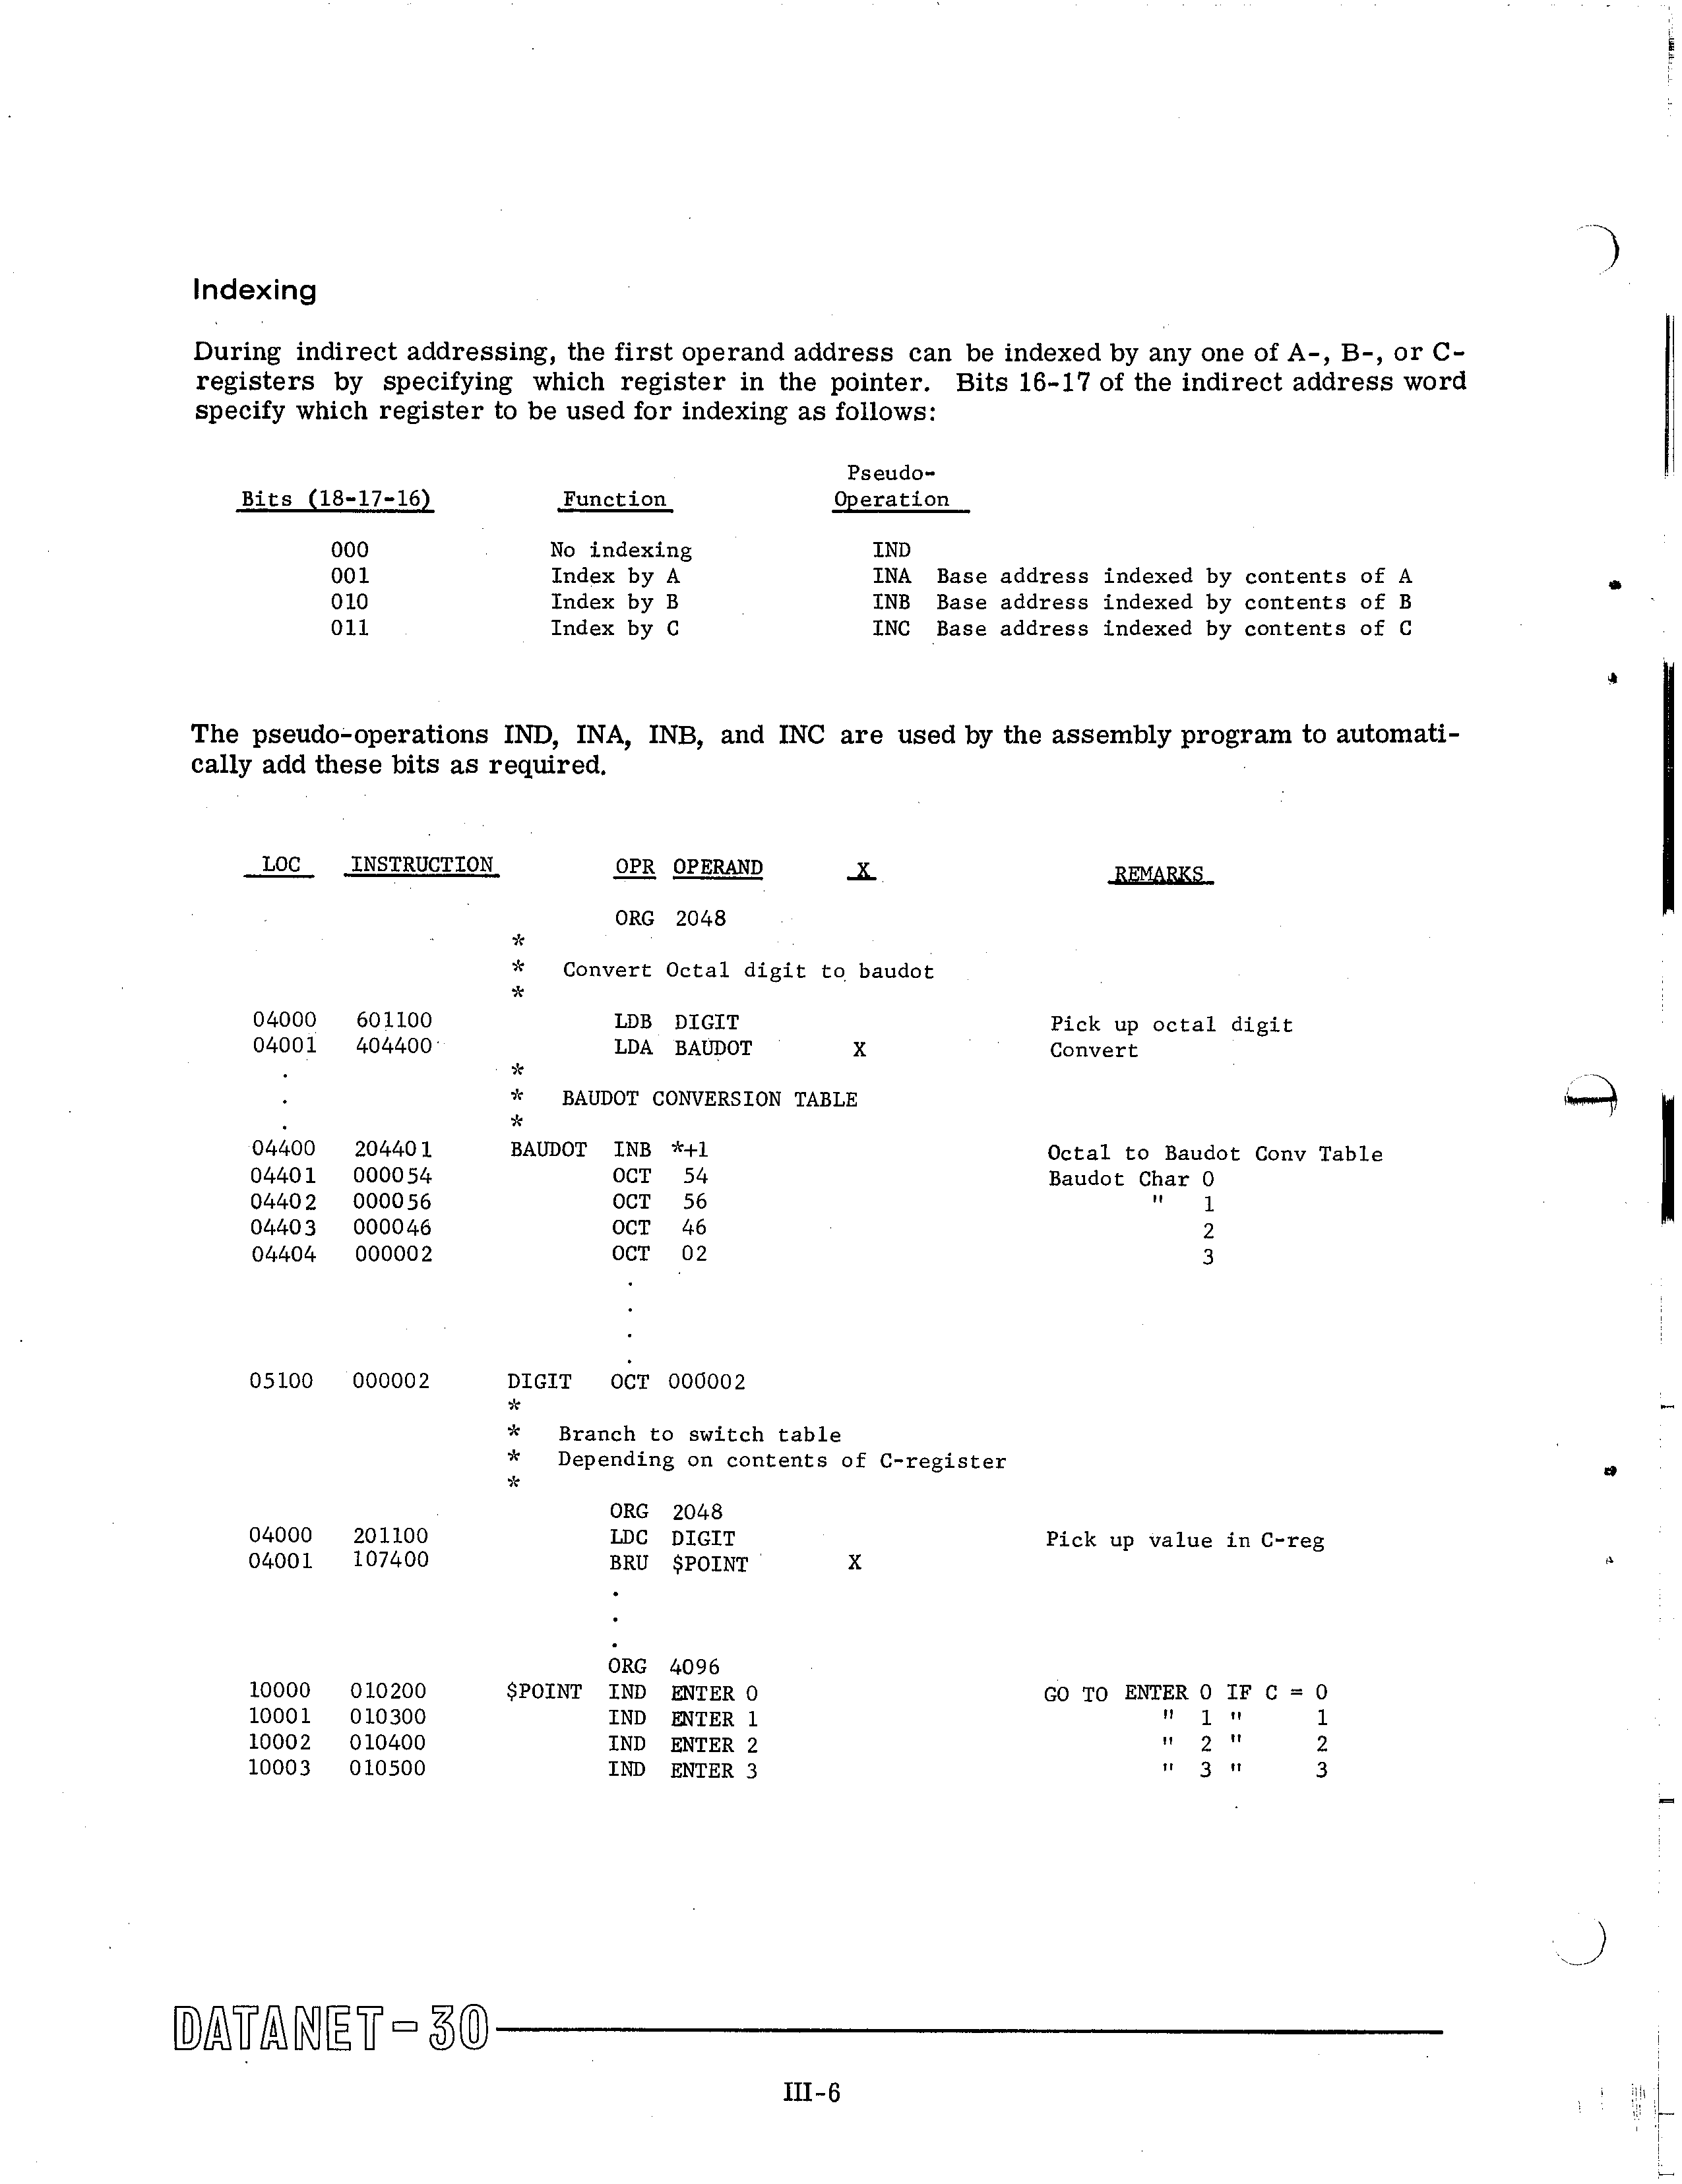 Indexing
During indirect addressing, the first operand address can be indexed by any one of A-, B-, or C-
registers by specifying which register in the pointer. Bits 16-17 of the indirect address word
specify which register to be used for indexing as follows:
Pseudo-
Bits (18-17-16) Function Operation
000 No indexing IND
001 Index by A INA Base address indexed by contents of A
010 Index by B INB Base address indexed by contents of B
011 Index by C INC Base address indexed by contents of C
The pseudo-operations IND, INA, INB, and INC are used by the assembly program to automati-
cally add these bits as required.
LOC INSTRUCTION OPR OPERAND X REMARKS
ORG 2048
*
* Convert Octal digit to baudot
*
04000 601100 LDB DIGIT Pick up octal digit
04001 404400 LDA BAUDOT X Convert
. *
. * BAUDOT CONVERSION TABLE
. *
04400 204401 BAUDOT INB *+1 Octal to Baudot Conv Table
04401 000054 OCT 54 Baudot Char 0
04402 000056 OCT 56 " 1
04403 000046 OCT 46 2
04404 000002 OCT 02 3
.
.
.
.
05100 000002 DIGIT OCT 000002
*
* Branch to switch table
* Depending on contents of C-register
*
ORG 2048
04000 201100 LDC DIGIT Pick up value in C-reg
04001 107400 BRU $POINT X
.
.
.
ORG 4096
10000 010200 $POINT IND ENTER 0 GO TO ENTER 0 IF C = 0
10001 010300 IND ENTER 1 " 1 " 1
10002 010400 IND ENTER 2 " 2 " 2
10003 010500 IND ENTER 3 " 3 " 3
DATANET-30
III-6